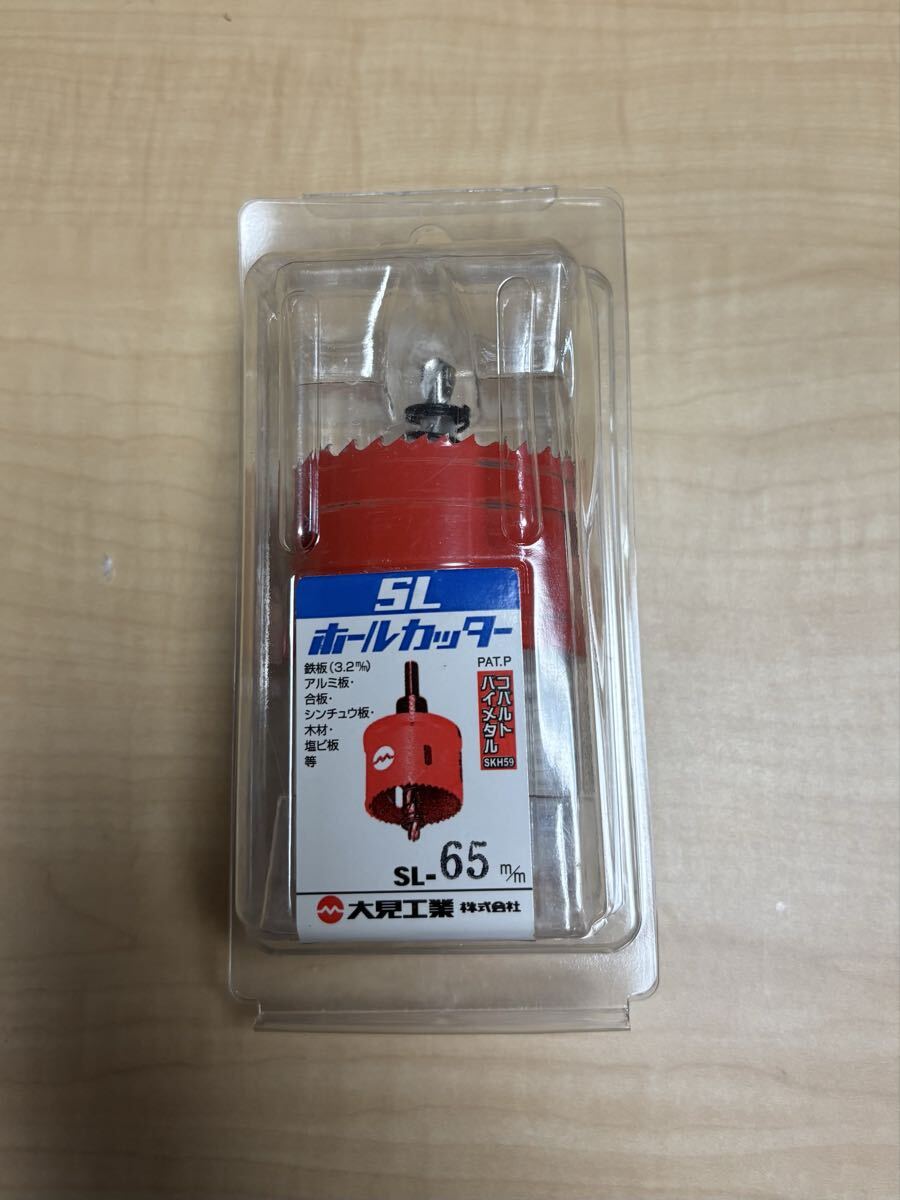 SL
ホールカッター
鉄板(3.2㎜)
アルミ板・
合板・
シンチュウ板・
木材・
塩ビ板
等
PAT.P
コバルト
バイメタル
SKH59
SL-65 m/m
大見工業 株式会社